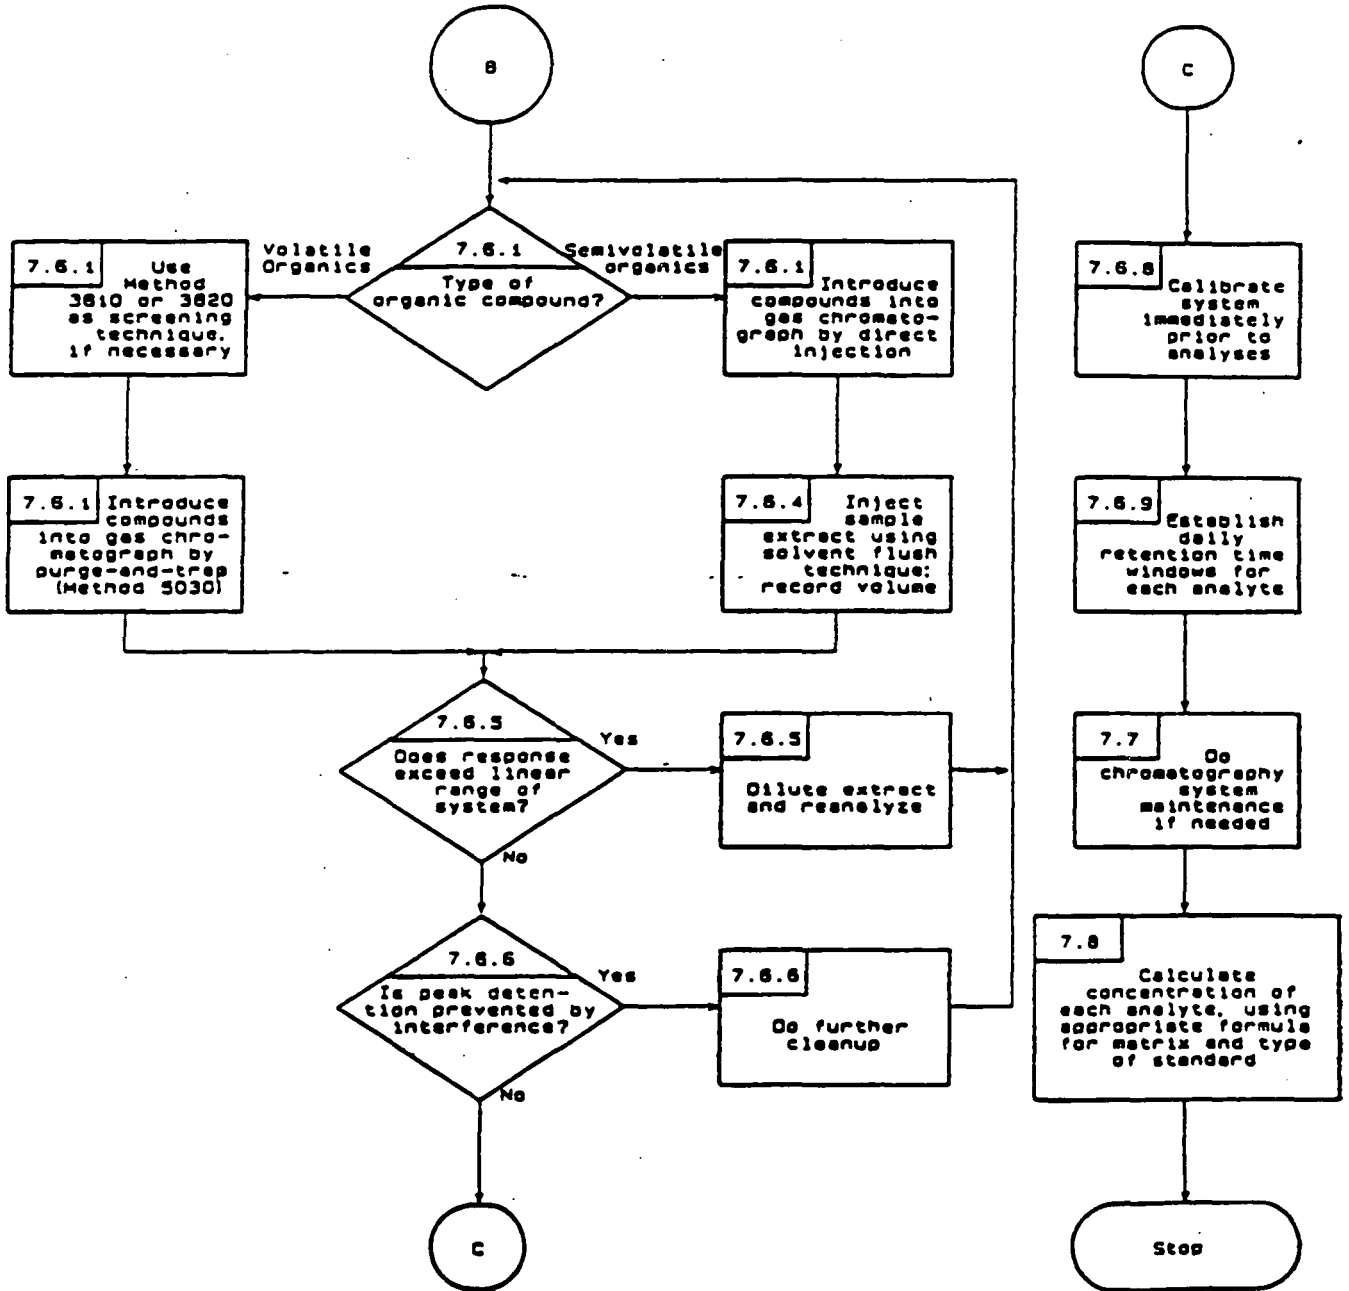 B
7.6.1
Type of
organic compound?
Volatile
Organics
Semivolatile
organics
7.6.1
Use
Method
3810 or 3820
as screening
technique,
if necessary
7.6.1
Introduce
compounds
into gas chro-
matograph by
purge-and-trap
(Method 5030)
7.6.1
Introduce
compounds into
gas chromato-
graph by direct
injection
7.6.4
Inject
sample
extract using
solvent flush
technique;
record volume
7.6.5
Does response
exceed linear
range of
system?
Yes
No
7.6.5
Dilute extract
and reanalyze
7.6.6
Is peak deten-
tion prevented by
interference?
Yes
No
7.6.6
Do further
cleanup
C
C
7.6.8
Calibrate
system
immediately
prior to
analyses
7.6.9
Establish
daily
retention time
windows for
each analyte
7.7
Do
chromatography
system
maintenance
if needed
7.8
Calculate
concentration of
each analyte, using
appropriate formula
for matrix and type
of standard
Stop